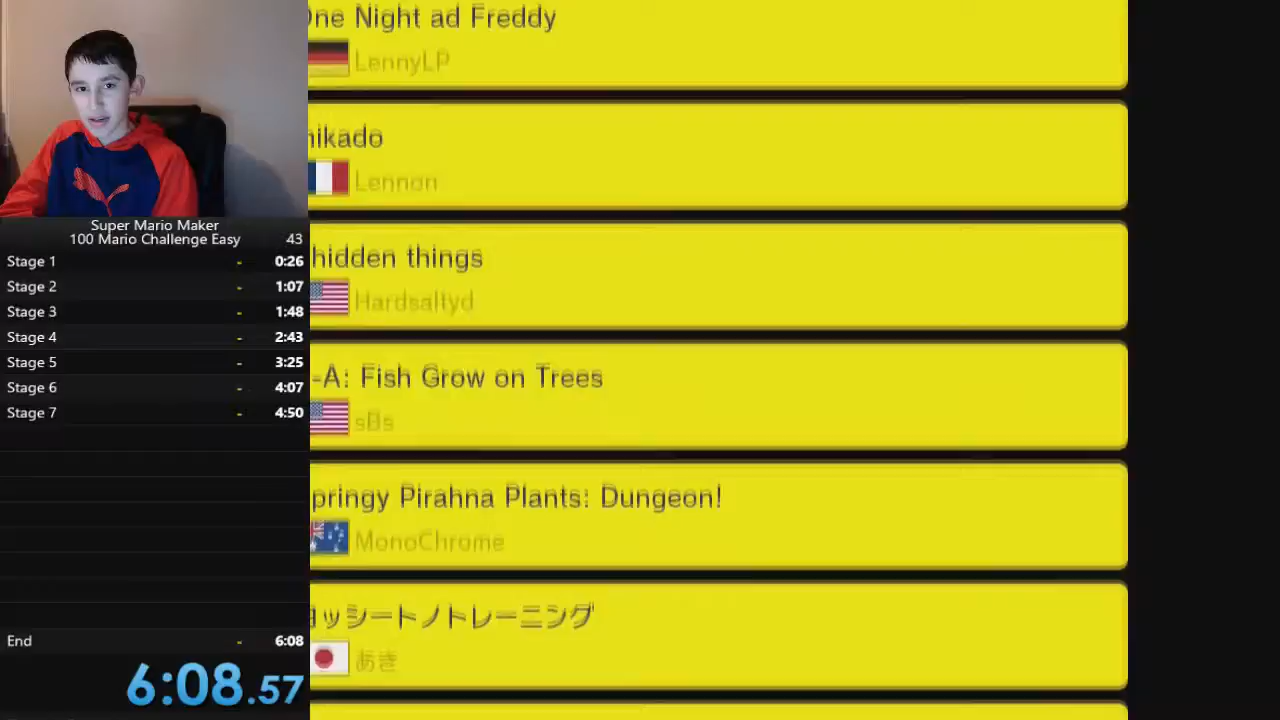 One Night ad Freddy
LennyLP
nikado
Lennon
hidden things
Hardsaltyd
-A: Fish Grow on Trees
sBs
pringy Pirahna Plants: Dungeon!
MonoChrome
ヨッシートノトレーニング
あき
Super Mario Maker
100 Mario Challenge Easy 43
Stage 1 - 0:26
Stage 2 - 1:07
Stage 3 - 1:48
Stage 4 - 2:43
Stage 5 - 3:25
Stage 6 - 4:07
Stage 7 - 4:50
End - 6:08
6:08.57